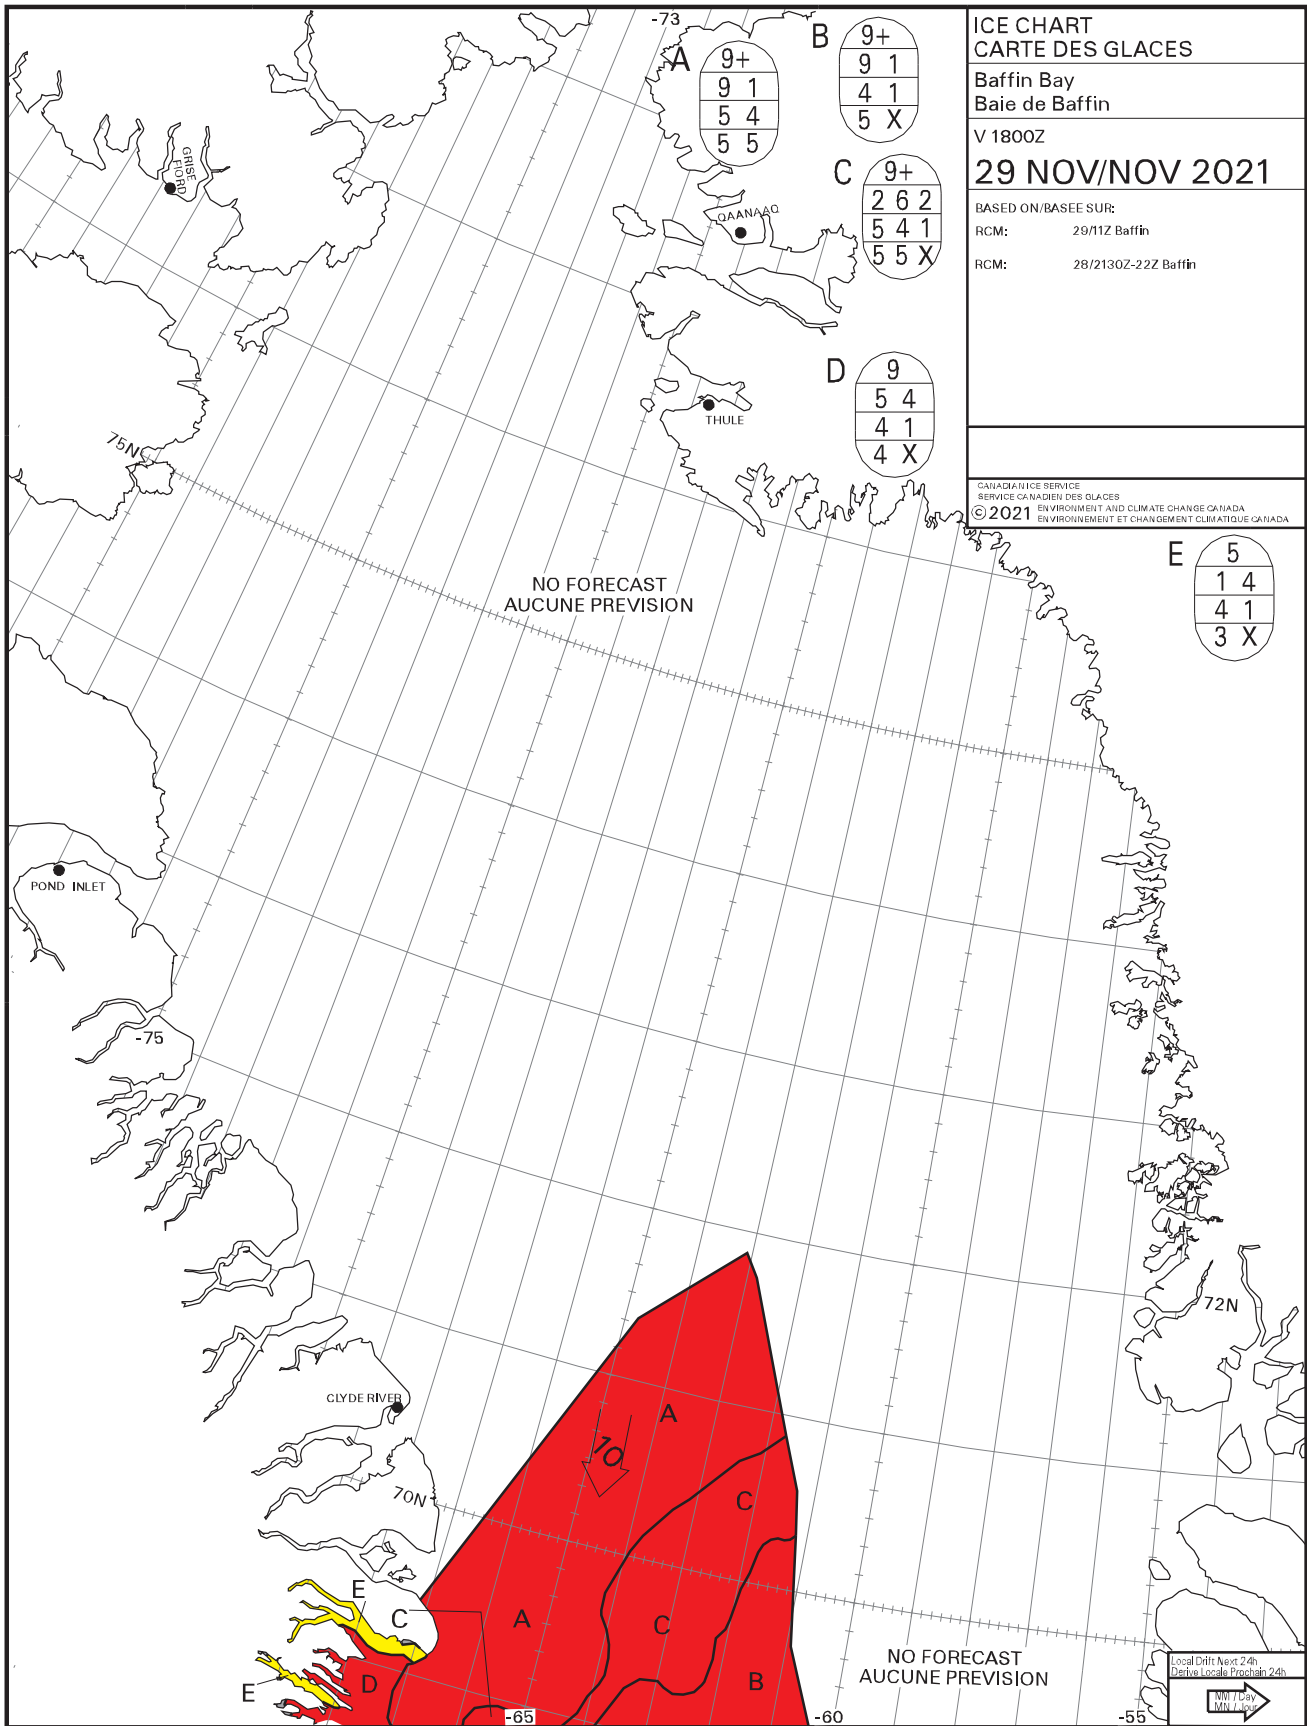 -73
A
9+
9 1
5 4
5 5
B
9+
9 1
4 1
5 X
C
9+
2 6 2
5 4 1
5 5 X
D
9
5 4
4 1
4 X
ICE CHART
CARTE DES GLACES
Baffin Bay
Baie de Baffin
V 1800Z
29 NOV/NOV 2021
BASED ON/BASEE SUR:
RCM: 29/11Z Baffin
RCM: 28/2130Z-22Z Baffin
CANADIAN ICE SERVICE
SERVICE CANADIEN DES GLACES
© 2021 ENVIRONMENT AND CLIMATE CHANGE CANADA
ENVIRONNEMENT ET CHANGEMENT CLIMATIQUE CANADA
E
5
1 4
4 1
3 X
GRISE
FIORD
QAANAAQ
THULE
75N
NO FORECAST
AUCUNE PREVISION
POND INLET
-75
72N
CLYDE RIVER
A
10
70N
C
E
C
A
C
NO FORECAST
AUCUNE PREVISION
E
D
B
-65
-60
-55
Local Drift Next 24h
Derive Locale Prochain 24h
NM / Day
MN / Jour